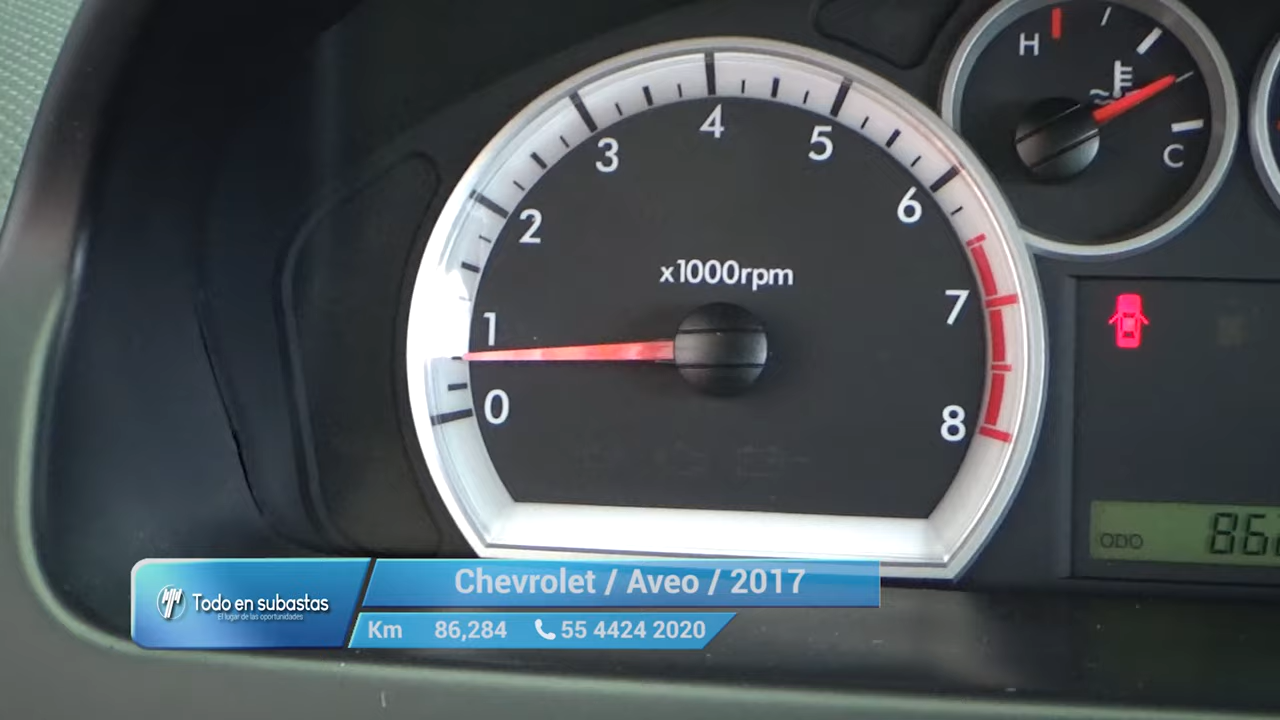 H
C
0
1
2
3
4
5
6
7
8
x1000rpm
ODO 862
Chevrolet / Aveo / 2017
Todo en subastas
El lugar de las oportunidades
Km 86,284 55 4424 2020